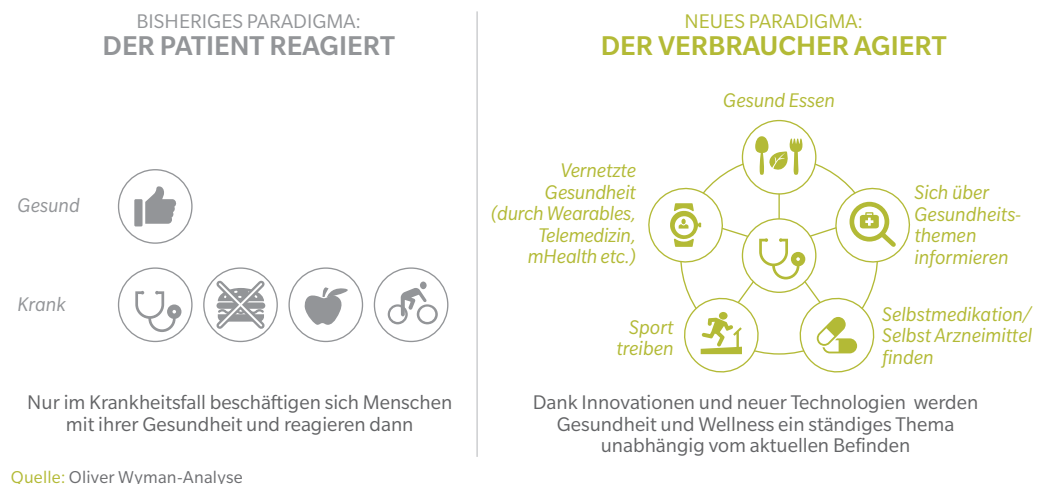 BISHERIGES PARADIGMA:
DER PATIENT REAGIERT
Gesund
Krank
Nur im Krankheitsfall beschäftigen sich Menschen
mit ihrer Gesundheit und reagieren dann
NEUES PARADIGMA:
DER VERBRAUCHER AGIERT
Gesund Essen
Vernetzte
Gesundheit
(durch Wearables,
Telemedizin,
mHealth etc.)
Sich über
Gesundheits-
themen
informieren
Sport
treiben
Selbstmedikation/
Selbst Arzneimittel
finden
Dank Innovationen und neuer Technologien werden
Gesundheit und Wellness ein ständiges Thema
unabhängig vom aktuellen Befinden
Quelle: Oliver Wyman-Analyse